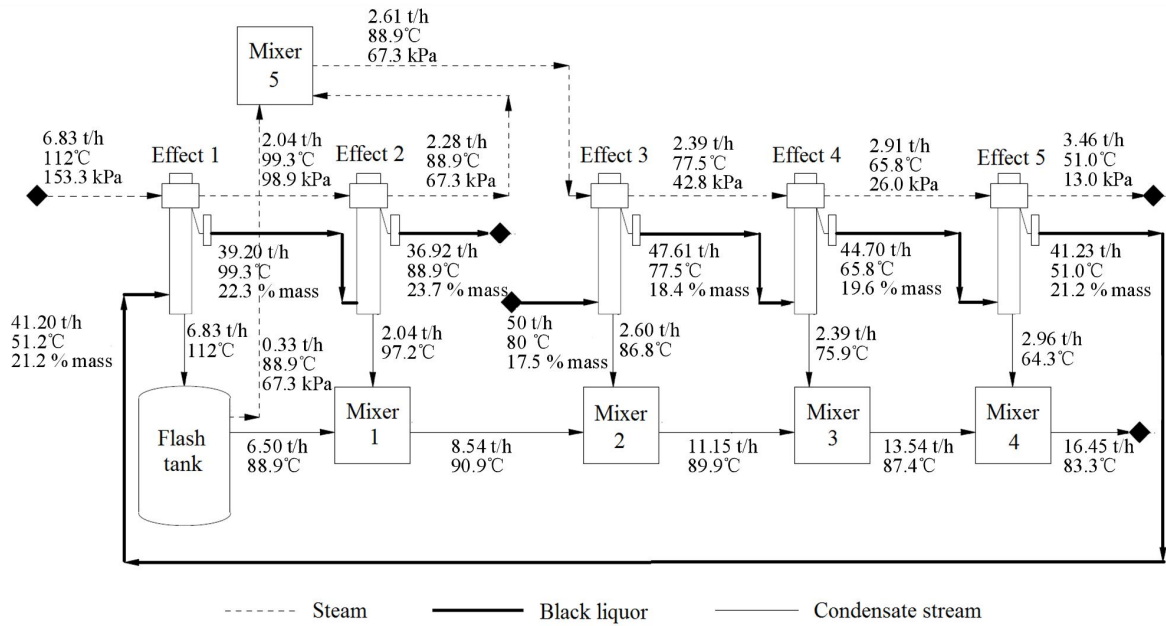 2.61 t/h
88.9℃
67.3 kPa
Mixer
5
6.83 t/h
112℃
153.3 kPa
Effect 1
2.04 t/h
99.3℃
98.9 kPa
Effect 2
2.28 t/h
88.9℃
67.3 kPa
Effect 3
2.39 t/h
77.5℃
42.8 kPa
Effect 4
2.91 t/h
65.8℃
26.0 kPa
Effect 5
3.46 t/h
51.0℃
13.0 kPa
39.20 t/h
99.3℃
22.3 % mass
36.92 t/h
88.9℃
23.7 % mass
47.61 t/h
77.5℃
18.4 % mass
44.70 t/h
65.8℃
19.6 % mass
41.23 t/h
51.0℃
21.2 % mass
41.20 t/h
51.2℃
21.2 % mass
6.83 t/h
112℃
0.33 t/h
88.9℃
67.3 kPa
2.04 t/h
97.2℃
50 t/h
80 ℃
17.5 % mass
2.60 t/h
86.8℃
2.39 t/h
75.9℃
2.96 t/h
64.3℃
Flash
tank
Mixer
1
Mixer
2
Mixer
3
Mixer
4
6.50 t/h
88.9℃
8.54 t/h
90.9℃
11.15 t/h
89.9℃
13.54 t/h
87.4℃
16.45 t/h
83.3℃
Steam
Black liquor
Condensate stream